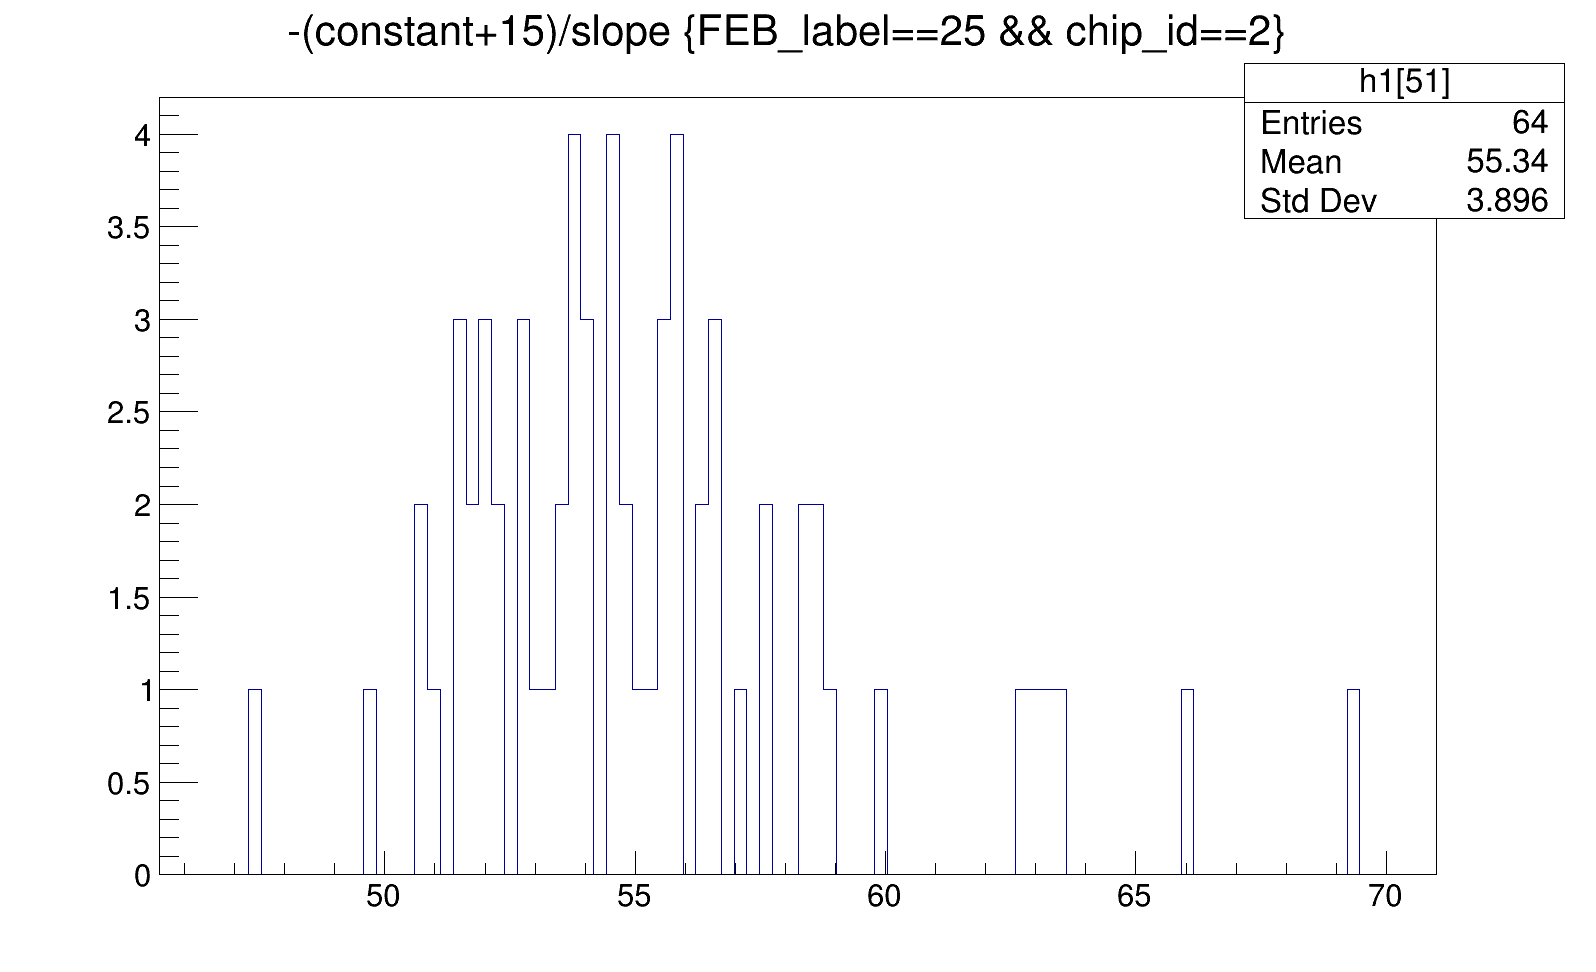 -(constant+15)/slope {FEB_label==25 && chip_id==2}
h1[51]
Entries 64
Mean 55.34
Std Dev 3.896
4
3.5
3
2.5
2
1.5
1
0.5
0
50 55 60 65 70